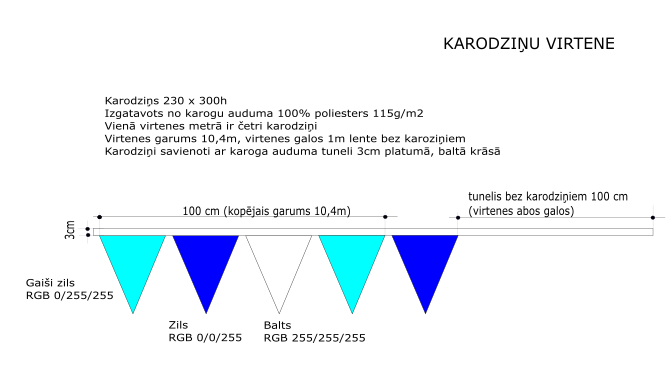 KARODZIŅU VIRTENE
Karodziņs 230 x 300h
Izgatavots no karogu auduma 100% poliesters 115g/m2
Vienā virtenes metrā ir četri karodziņi
Virtenes garums 10,4m, virtenes galos 1m lente bez karoziņiem
Karodziņi savienoti ar karoga auduma tuneli 3cm platumā, baltā krāsā
tunelis bez karodziņiem 100 cm
(virtenes abos galos)
100 cm (kopējais garums 10,4m)
3cm
Gaiši zils
RGB 0/255/255
Zils
RGB 0/0/255
Balts
RGB 255/255/255